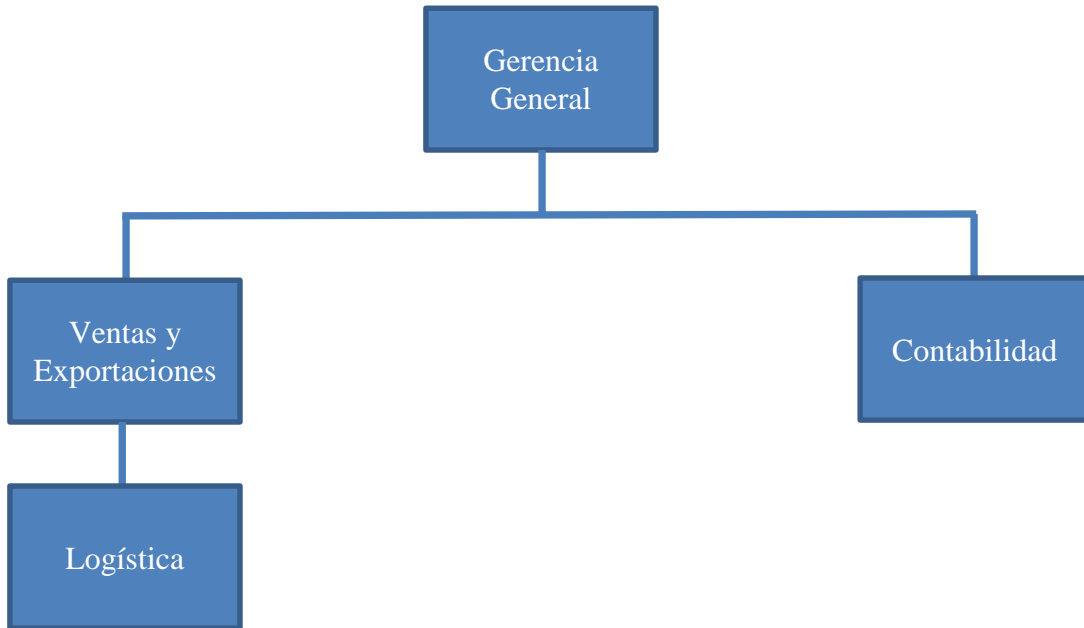 Gerencia
General
Ventas y
Exportaciones
Contabilidad
Logística